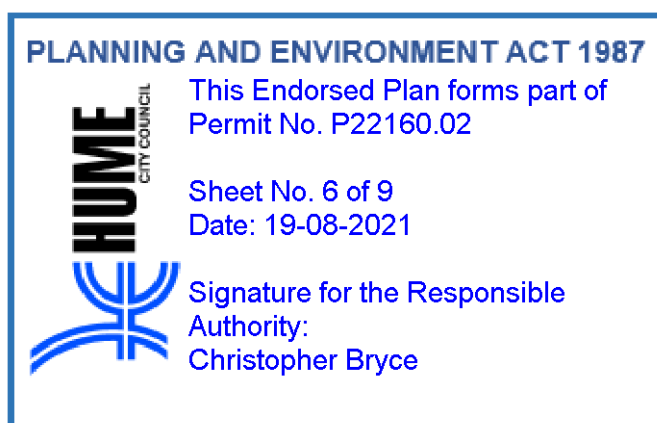 PLANNING AND ENVIRONMENT ACT 1987
HUME
CITY COUNCIL
This Endorsed Plan forms part of
Permit No. P22160.02
Sheet No. 6 of 9
Date: 19-08-2021
Signature for the Responsible
Authority:
Christopher Bryce